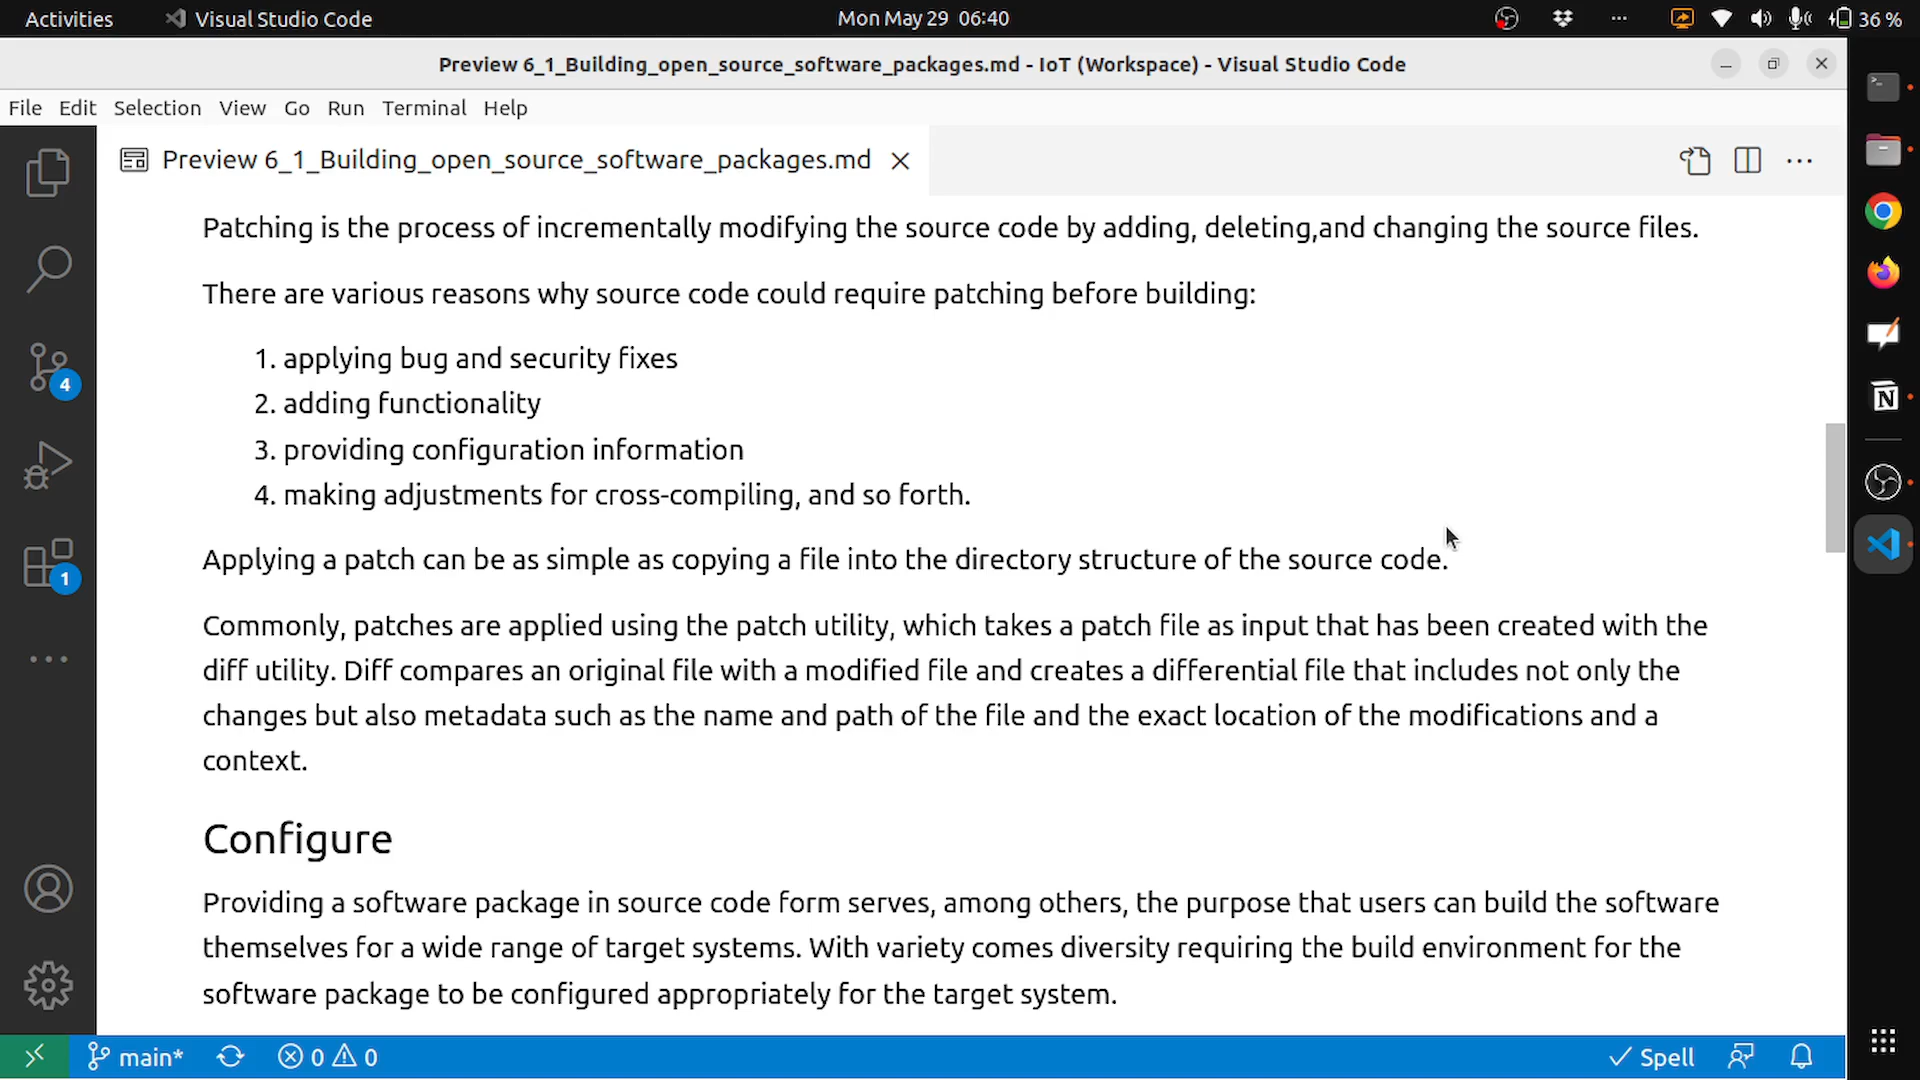 Activities
Visual Studio Code
Mon May 29 06:40
36 %
Preview 6_1_Building_open_source_software_packages.md - IoT (Workspace) - Visual Studio Code
File Edit Selection View Go Run Terminal Help
Preview 6_1_Building_open_source_software_packages.md
Patching is the process of incrementally modifying the source code by adding, deleting,and changing the source files.
There are various reasons why source code could require patching before building:
1. applying bug and security fixes
2. adding functionality
3. providing configuration information
4. making adjustments for cross-compiling, and so forth.
Applying a patch can be as simple as copying a file into the directory structure of the source code.
Commonly, patches are applied using the patch utility, which takes a patch file as input that has been created with the
diff utility. Diff compares an original file with a modified file and creates a differential file that includes not only the
changes but also metadata such as the name and path of the file and the exact location of the modifications and a
context.
Configure
Providing a software package in source code form serves, among others, the purpose that users can build the software
themselves for a wide range of target systems. With variety comes diversity requiring the build environment for the
software package to be configured appropriately for the target system.
4
1
main*
0
0
Spell
N